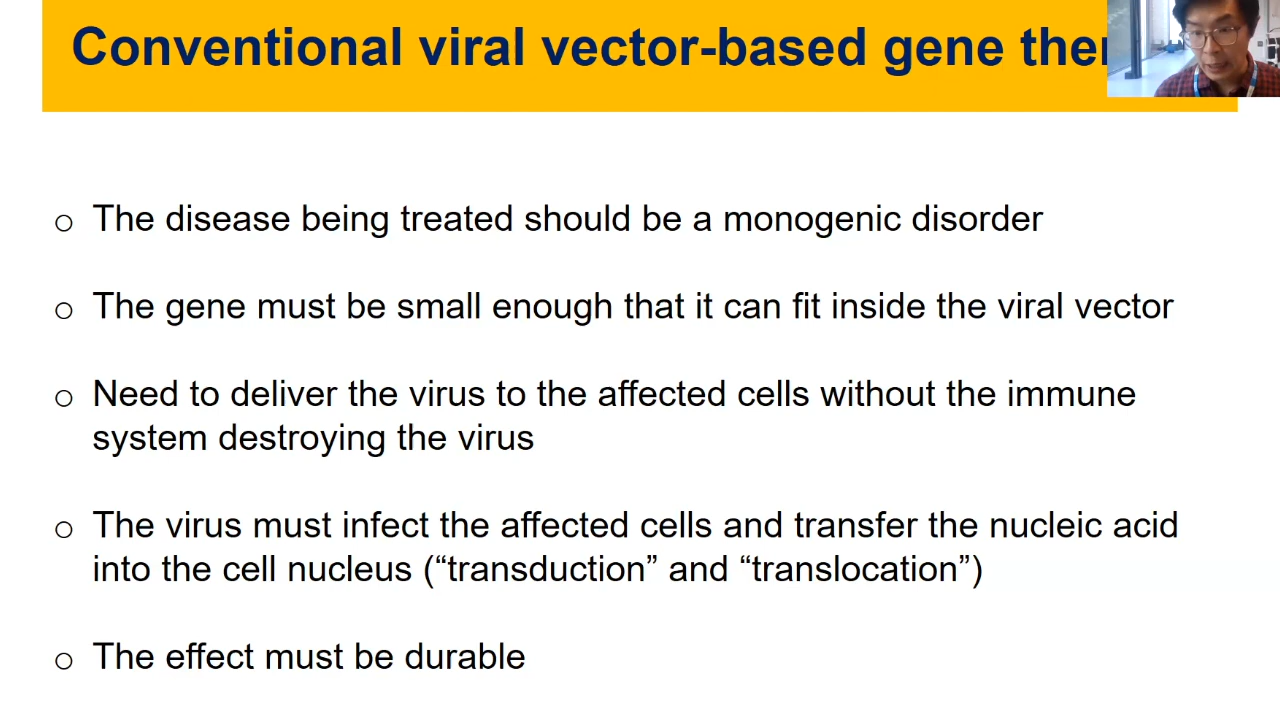 Conventional viral vector-based gene
o The disease being treated should be a monogenic disorder
o The gene must be small enough that it can fit inside the viral vector
o Need to deliver the virus to the affected cells without the immune
system destroying the virus
o The virus must infect the affected cells and transfer the nucleic acid
into the cell nucleus (“transduction” and “translocation”)
o The effect must be durable